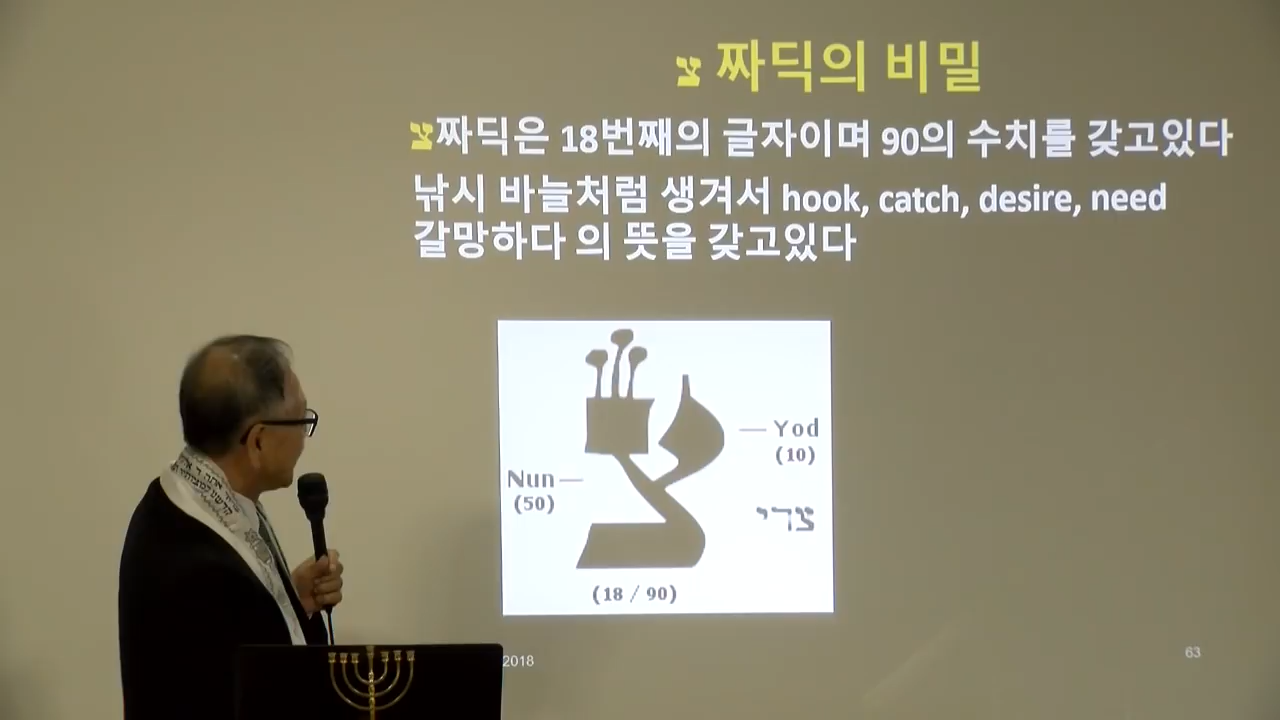 צ 짜딕의 비밀
צ짜딕은 18번째의 글자이며 90의 수치를 갖고있다
낚시 바늘처럼 생겨서 hook, catch, desire, need
갈망하다 의 뜻을 갖고있다
Yod
(10)
Nun
(50)
צדי
(18 / 90)
2018
63